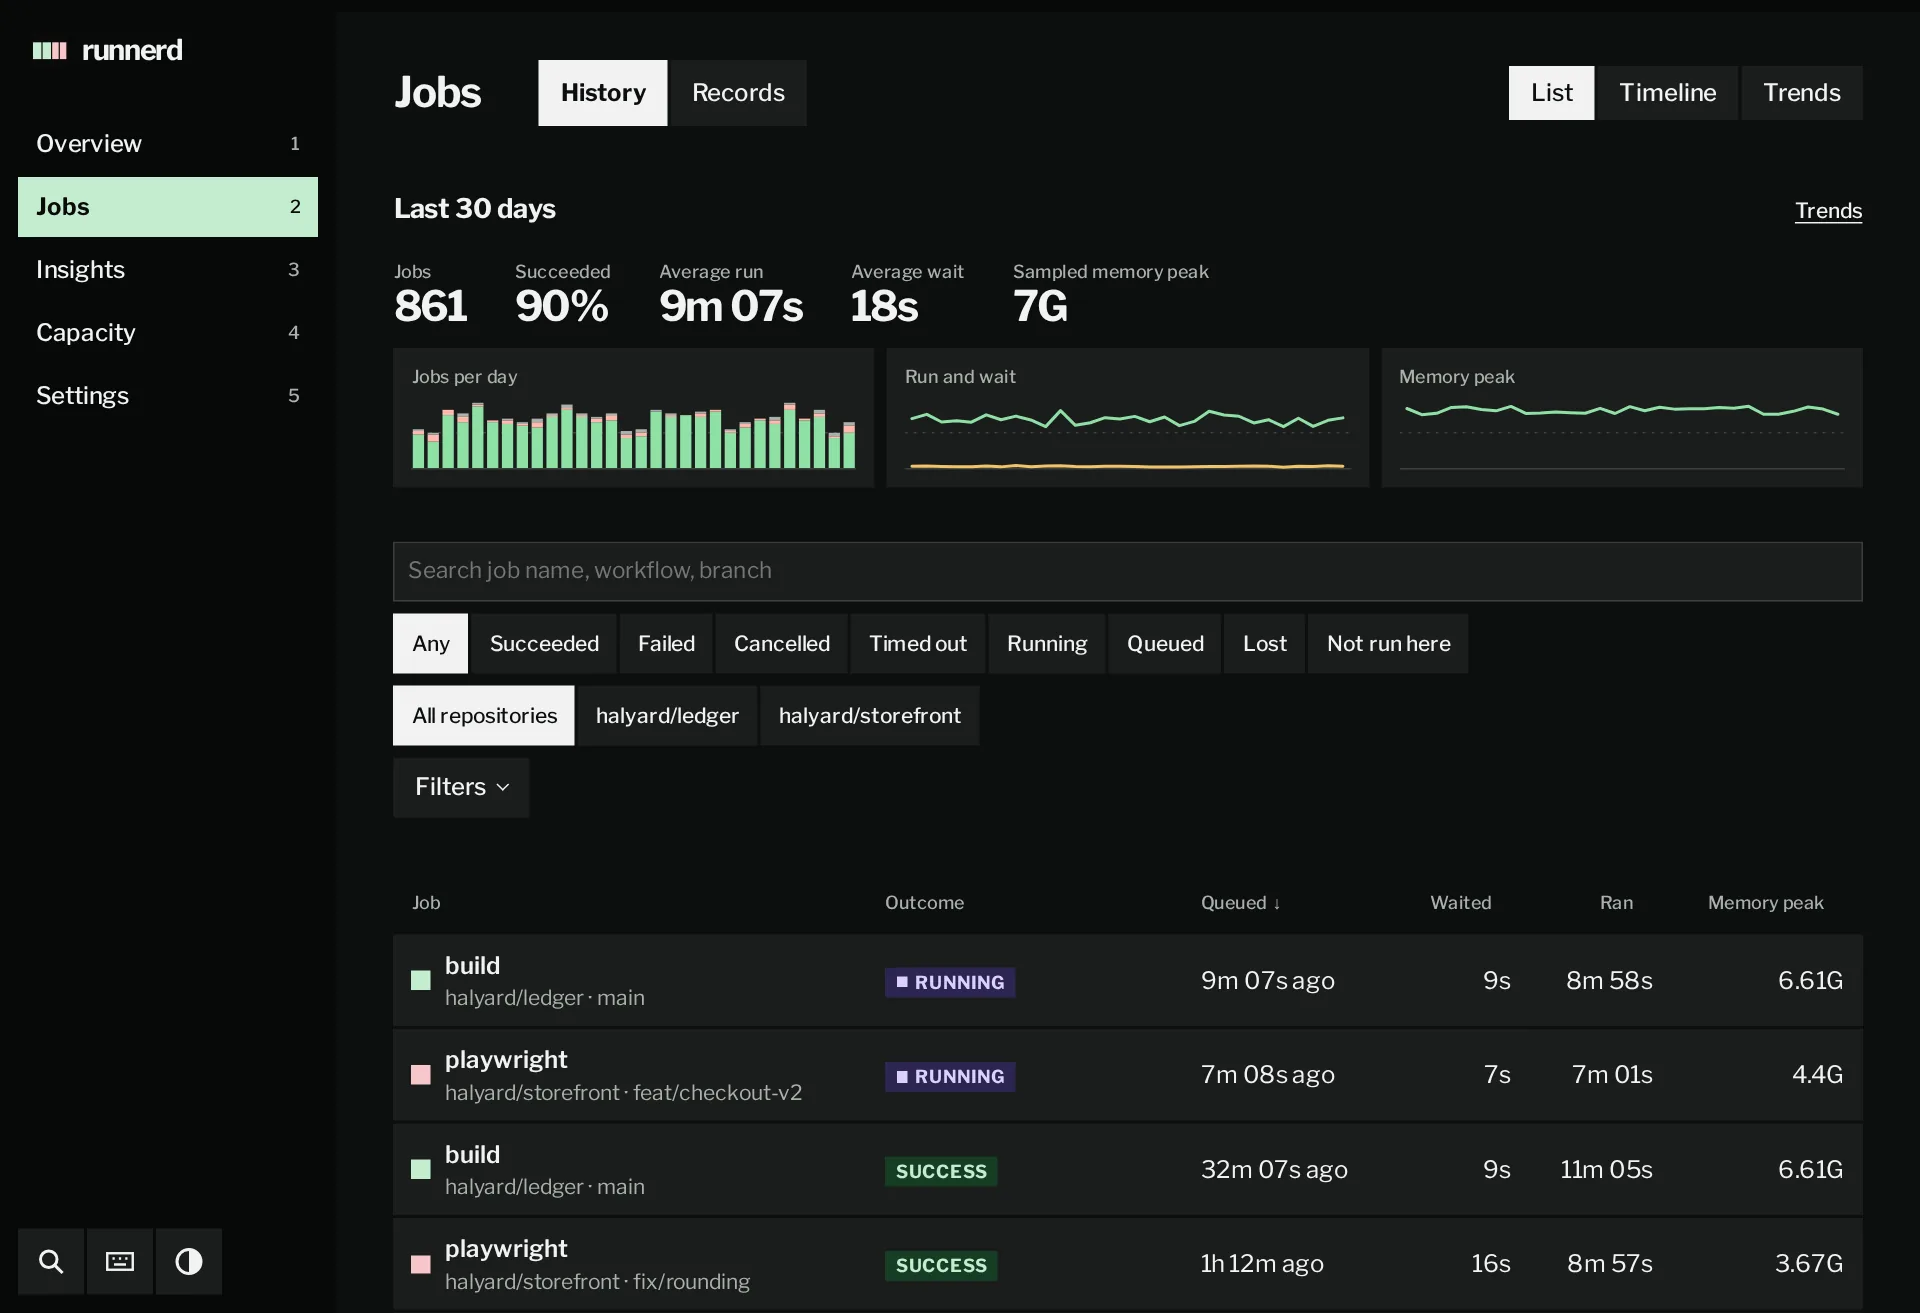 runnerd
Overview 1
Jobs 2
Insights 3
Capacity 4
Settings 5
Jobs
History Records
List Timeline Trends
Last 30 days
Trends
Jobs Succeeded Average run Average wait Sampled memory peak
861 90% 9m 07s 18s 7G
Jobs per day
Run and wait
Memory peak
Search job name, workflow, branch
Any Succeeded Failed Cancelled Timed out Running Queued Lost Not run here
All repositories halyard/ledger halyard/storefront
Filters
Job Outcome Queued ↓ Waited Ran Memory peak
build
halyard/ledger · main
RUNNING 9m 07s ago 9s 8m 58s 6.61G
playwright
halyard/storefront · feat/checkout-v2
RUNNING 7m 08s ago 7s 7m 01s 4.4G
build
halyard/ledger · main
SUCCESS 32m 07s ago 9s 11m 05s 6.61G
playwright
halyard/storefront · fix/rounding
SUCCESS 1h 12m ago 16s 8m 57s 3.67G